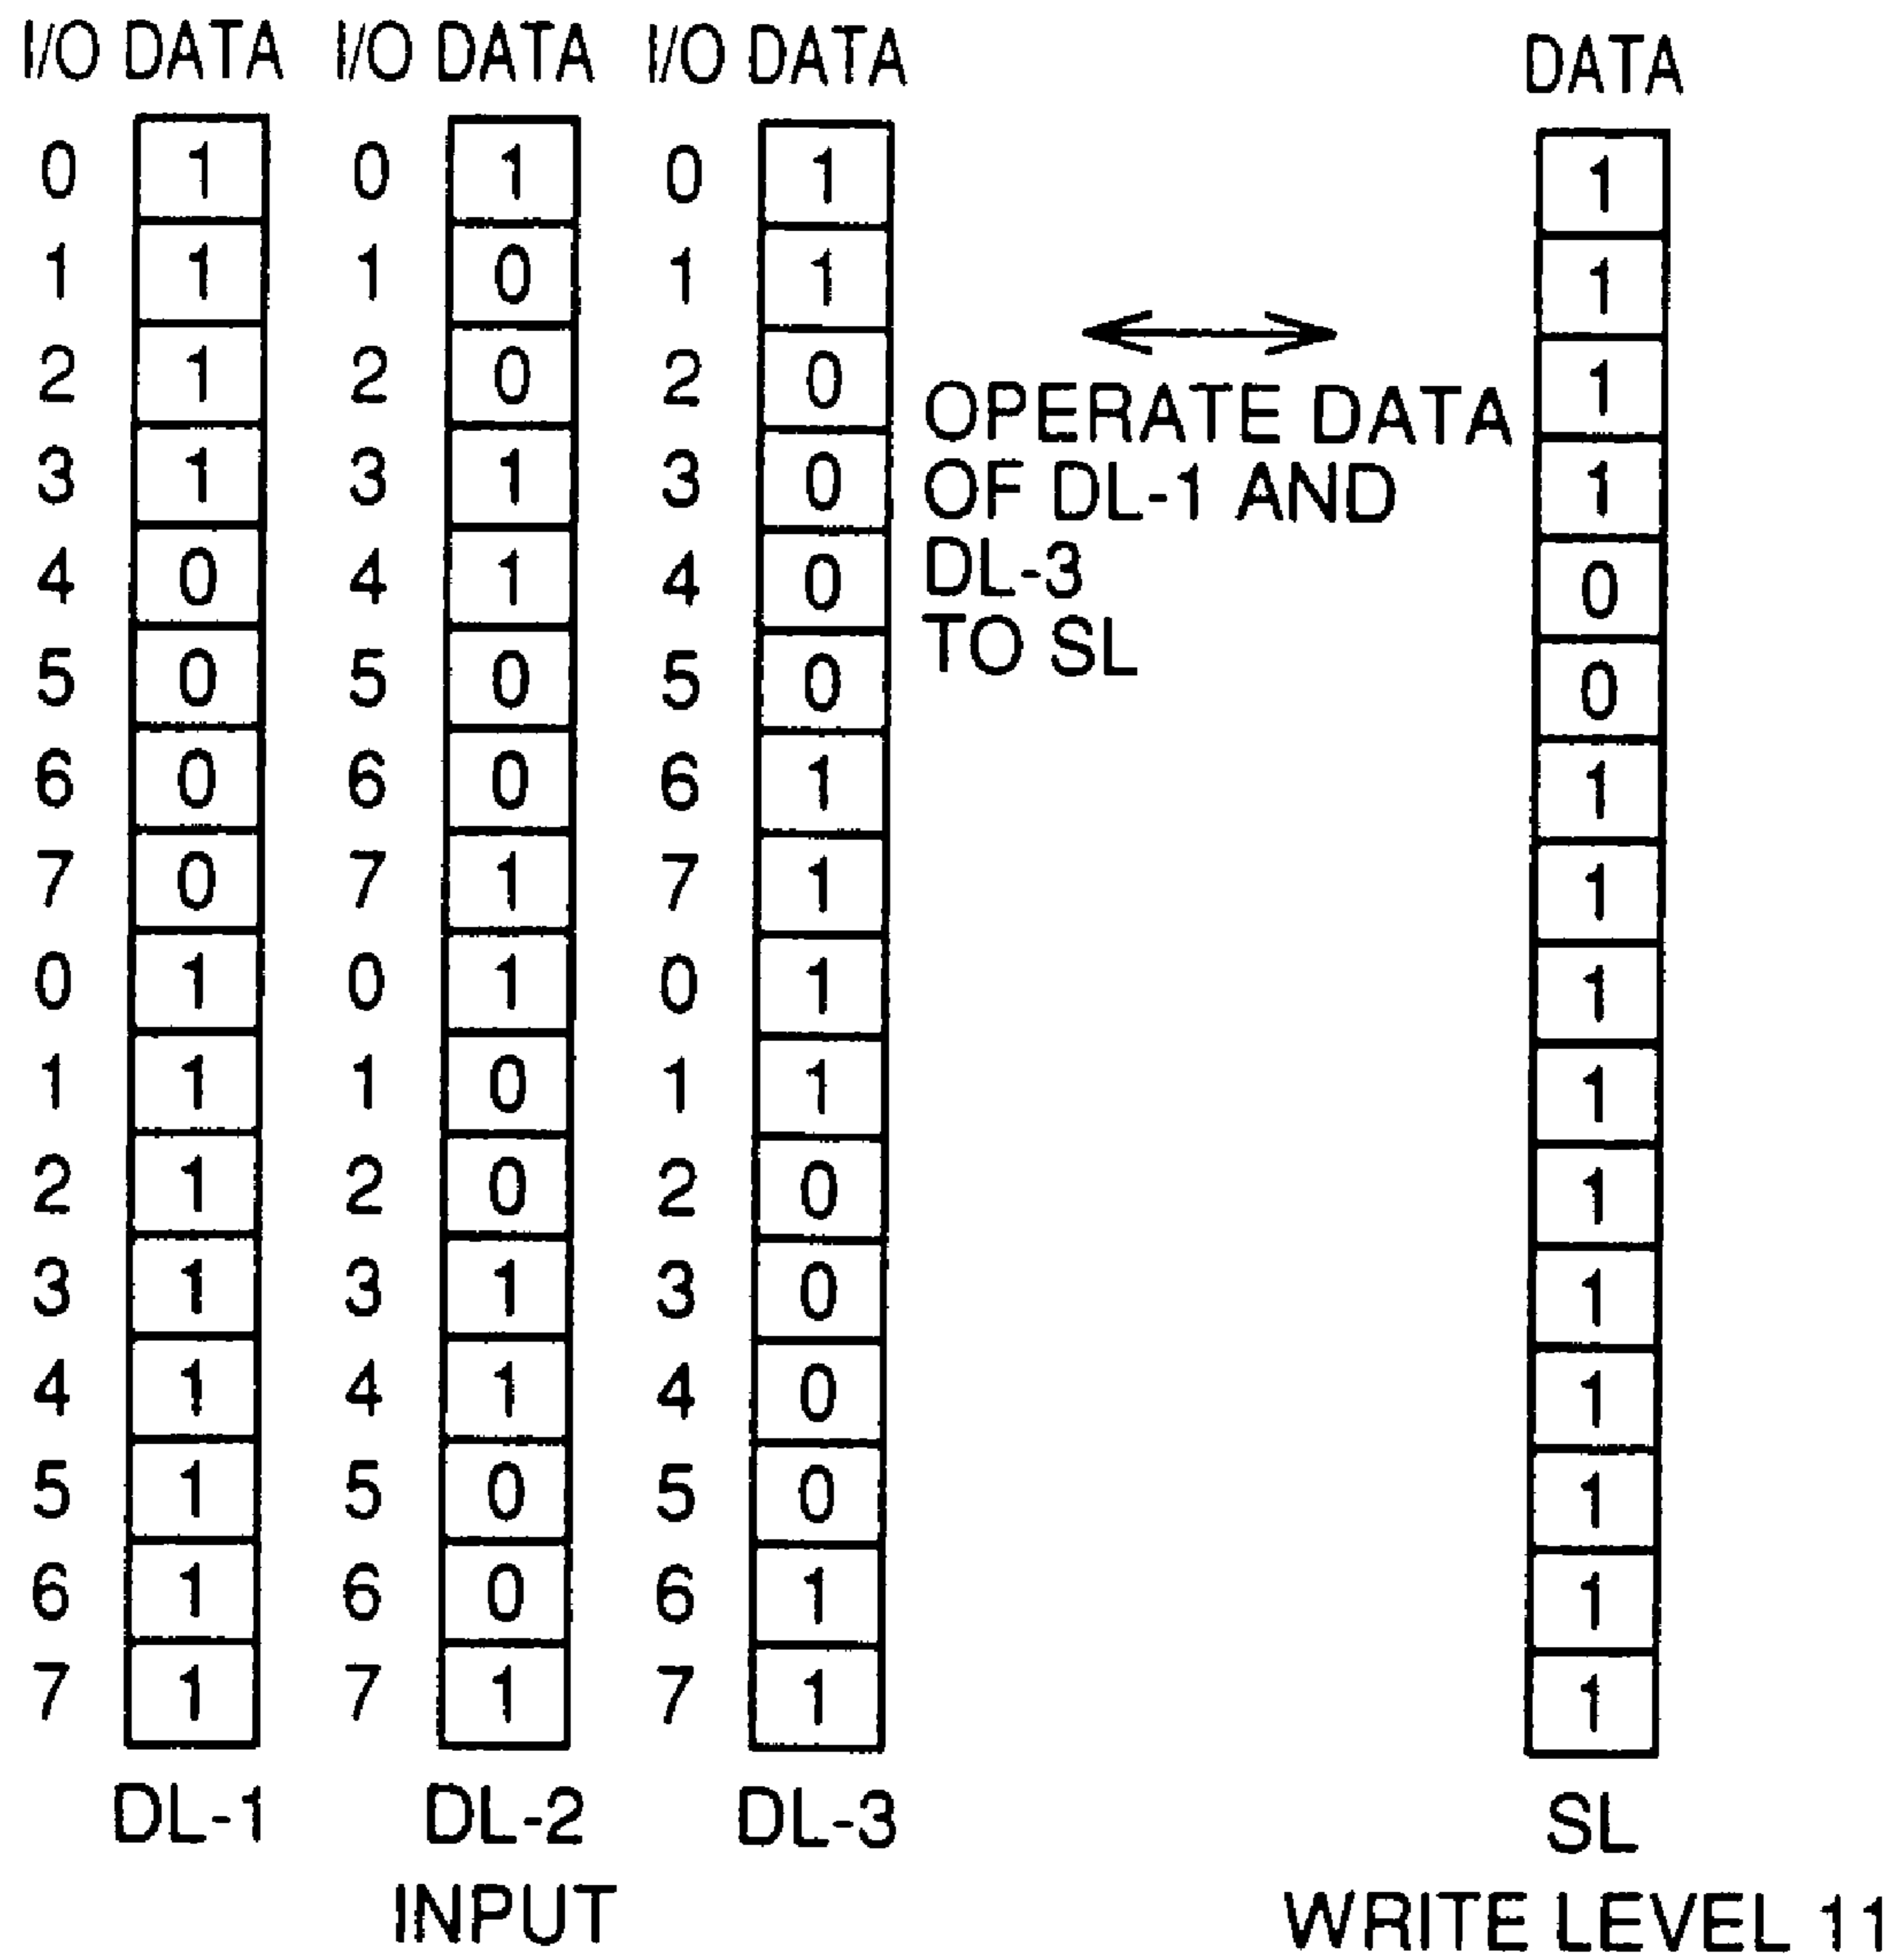 I/O DATA I/O DATA I/O DATA DATA
0 1 0 1 0 1 1
1 1 1 0 1 1 1
2 1 2 0 2 0 1
3 1 3 1 3 0 1
4 0 4 1 4 0 0
5 0 5 0 5 0 0
6 0 6 0 6 1 1
7 0 7 1 7 1 1
0 1 0 1 0 1 1
1 1 1 0 1 1 1
2 1 2 0 2 0 1
3 1 3 1 3 0 1
4 1 4 1 4 0 1
5 1 5 0 5 0 1
6 1 6 0 6 1 1
7 1 7 1 7 1 1
OPERATE DATA
OF DL-1 AND
DL-3
TO SL
DL-1 DL-2 DL-3 SL
INPUT WRITE LEVEL 11